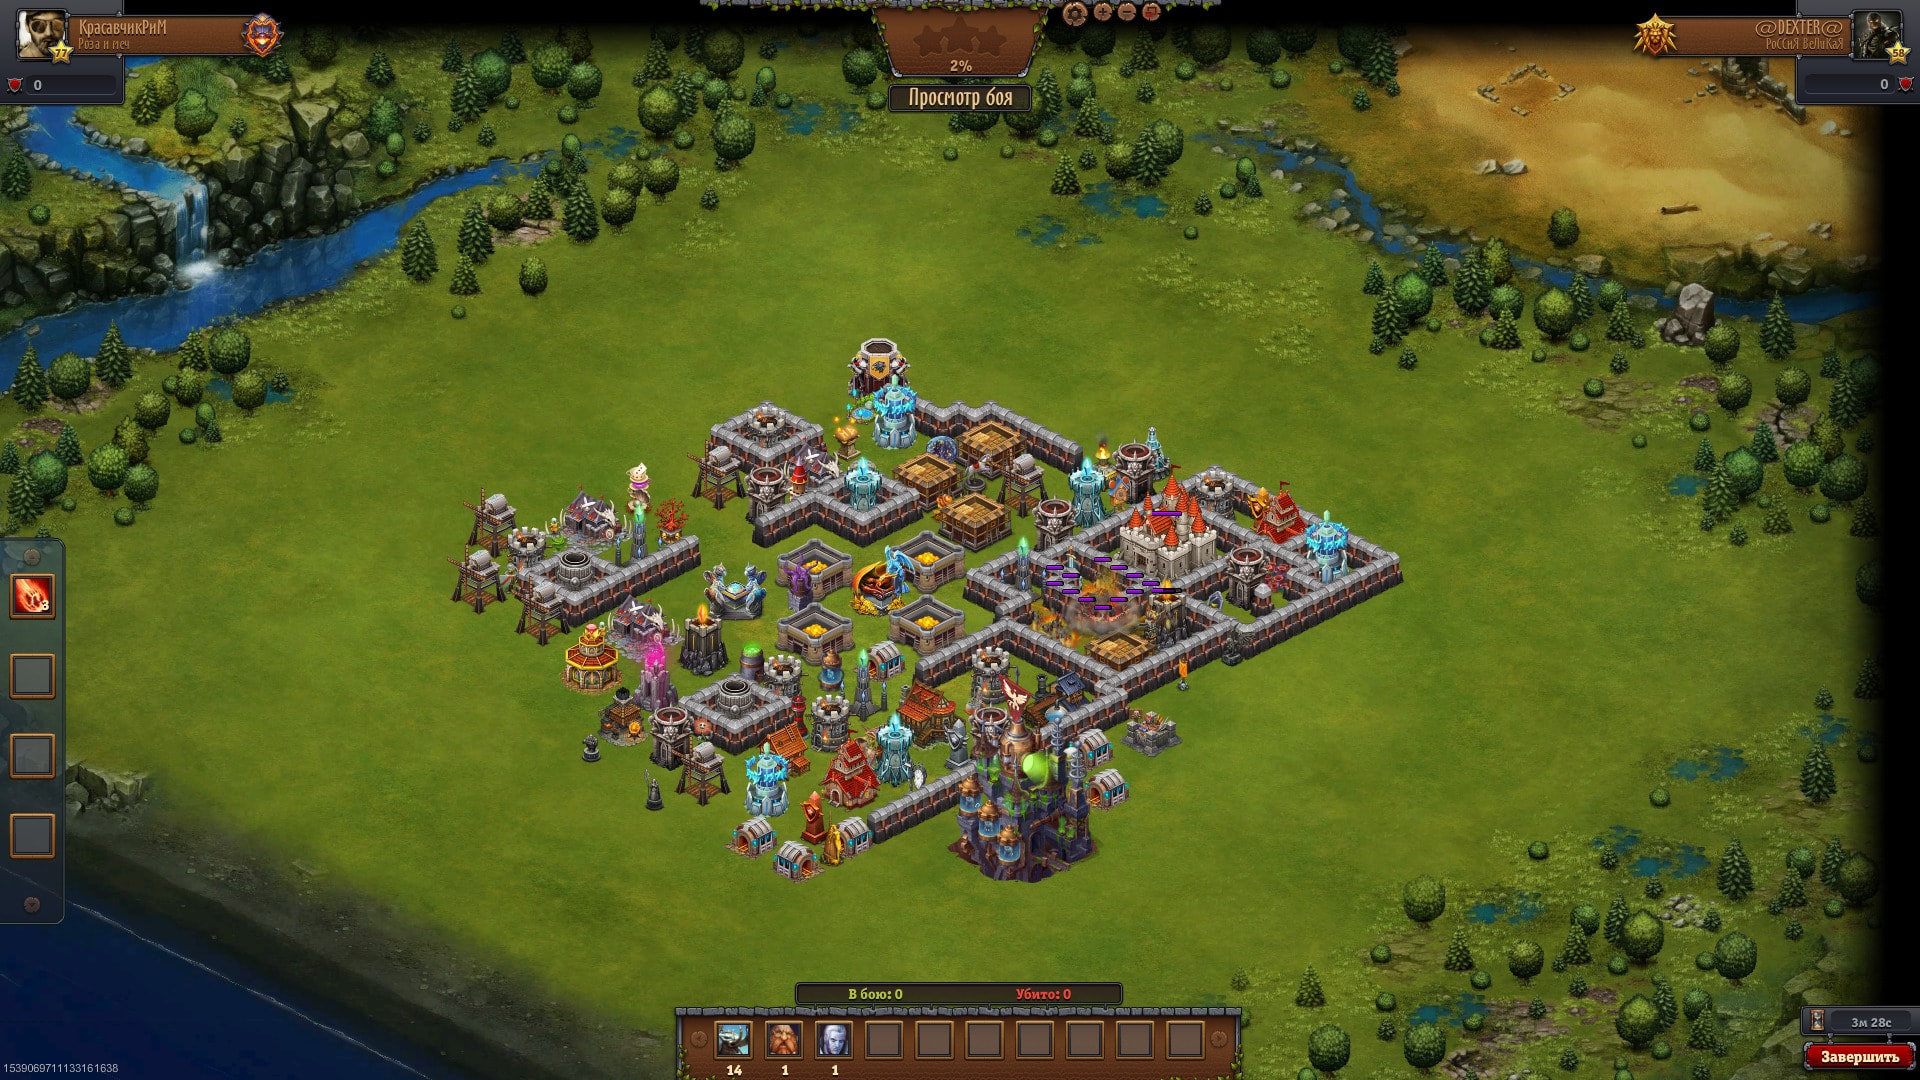 КрасавчикРиМ
Роза и меч
77
0
2%
Просмотр боя
@DEXTER@
РоССиЯ ВеЛиКаЯ
58
0
3
В бою: 0
Убито: 0
14
1
1
3м 28с
Завершить
1539069711133161638